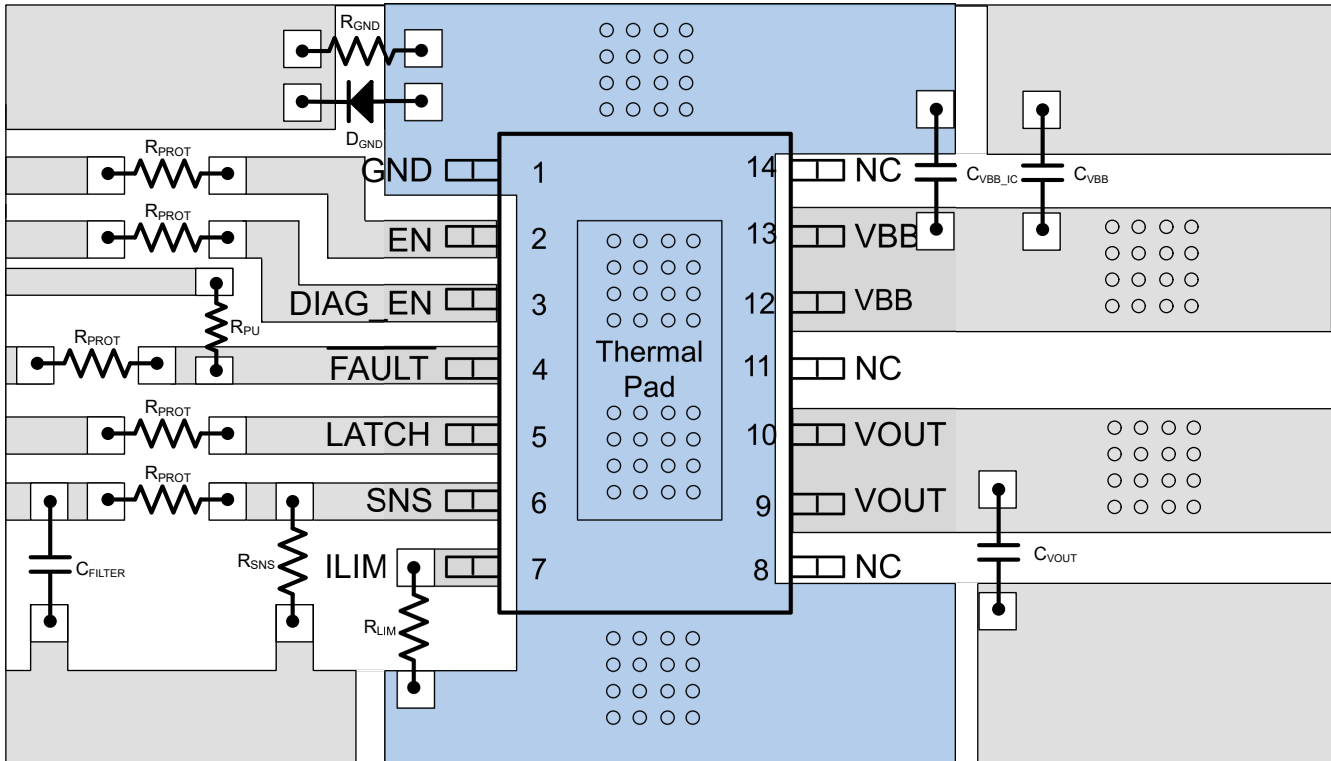 RGND
DGND
RPROT
GND
1
14
NC
CVBB_IC
CVBB
RPROT
EN
2
13
VBB
DIAG_EN
3
12
VBB
RPU
RPROT
FAULT
4
Thermal
Pad
11
NC
RPROT
LATCH
5
10
VOUT
RPROT
SNS
6
9
VOUT
CFILTER
RSNS
ILIM
7
8
NC
CVOUT
RLIM